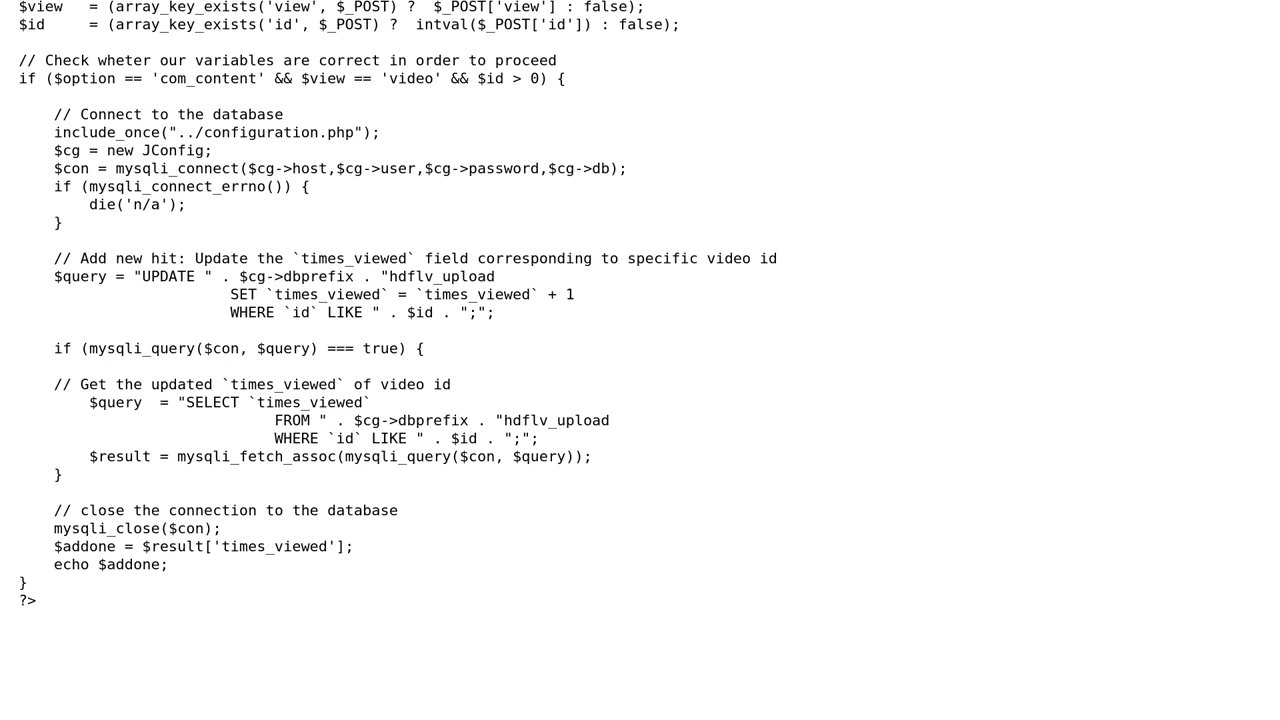 $view   = (array_key_exists('view', $_POST) ?  $_POST['view'] : false);
$id     = (array_key_exists('id', $_POST) ?  intval($_POST['id']) : false);
// Check wheter our variables are correct in order to proceed
if ($option == 'com_content' && $view == 'video' && $id > 0) {
    // Connect to the database
    include_once("../configuration.php");
    $cg = new JConfig;
    $con = mysqli_connect($cg->host,$cg->user,$cg->password,$cg->db);
    if (mysqli_connect_errno()) {
        die('n/a');
    }
    // Add new hit: Update the `times_viewed` field corresponding to specific video id
    $query = "UPDATE " . $cg->dbprefix . "hdflv_upload
                        SET `times_viewed` = `times_viewed` + 1
                        WHERE `id` LIKE " . $id . ";";
    if (mysqli_query($con, $query) === true) {
    // Get the updated `times_viewed` of video id
        $query  = "SELECT `times_viewed`
                             FROM " . $cg->dbprefix . "hdflv_upload
                             WHERE `id` LIKE " . $id . ";";
        $result = mysqli_fetch_assoc(mysqli_query($con, $query));
    }
    // close the connection to the database
    mysqli_close($con);
    $addone = $result['times_viewed'];
    echo $addone;
}
?>